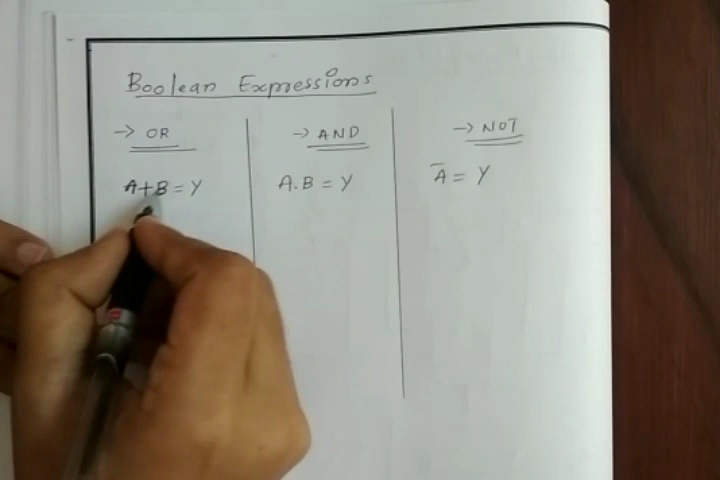 Boolean Expressions
→ OR
A+B = Y
→ AND
A.B = Y
→ NOT
A̅ = Y